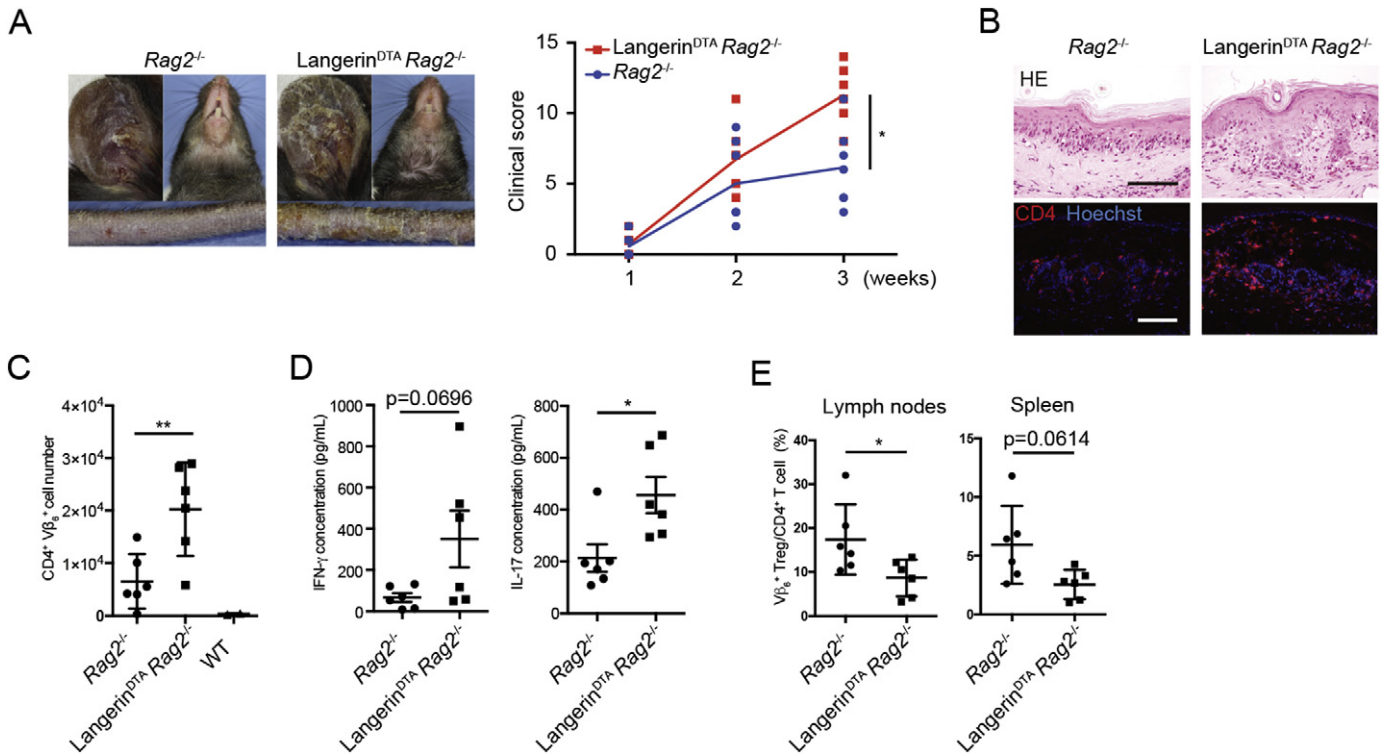 A
Rag2-/-
LangerinDTA Rag2-/-
Clinical score
15
10
5
0
LangerinDTA Rag2-/-
Rag2-/-
*
1 2 3 (weeks)
B
Rag2-/-
LangerinDTA Rag2-/-
HE
CD4 Hoechst
C
CD4+ Vβ6+ cell number
4×10⁴
3×10⁴
2×10⁴
1×10⁴
0
**
Rag2-/-
LangerinDTA Rag2-/-
WT
D
IFN-γ concentration (pg/mL)
1000
800
600
400
200
0
p=0.0696
Rag2-/-
LangerinDTA Rag2-/-
IL-17 concentration (pg/mL)
800
600
400
200
0
*
Rag2-/-
LangerinDTA Rag2-/-
E
Lymph nodes
Vβ6+ Treg/CD4+ T cell (%)
40
30
20
10
0
*
Rag2-/-
LangerinDTA Rag2-/-
Spleen
15
10
5
0
p=0.0614
Rag2-/-
LangerinDTA Rag2-/-